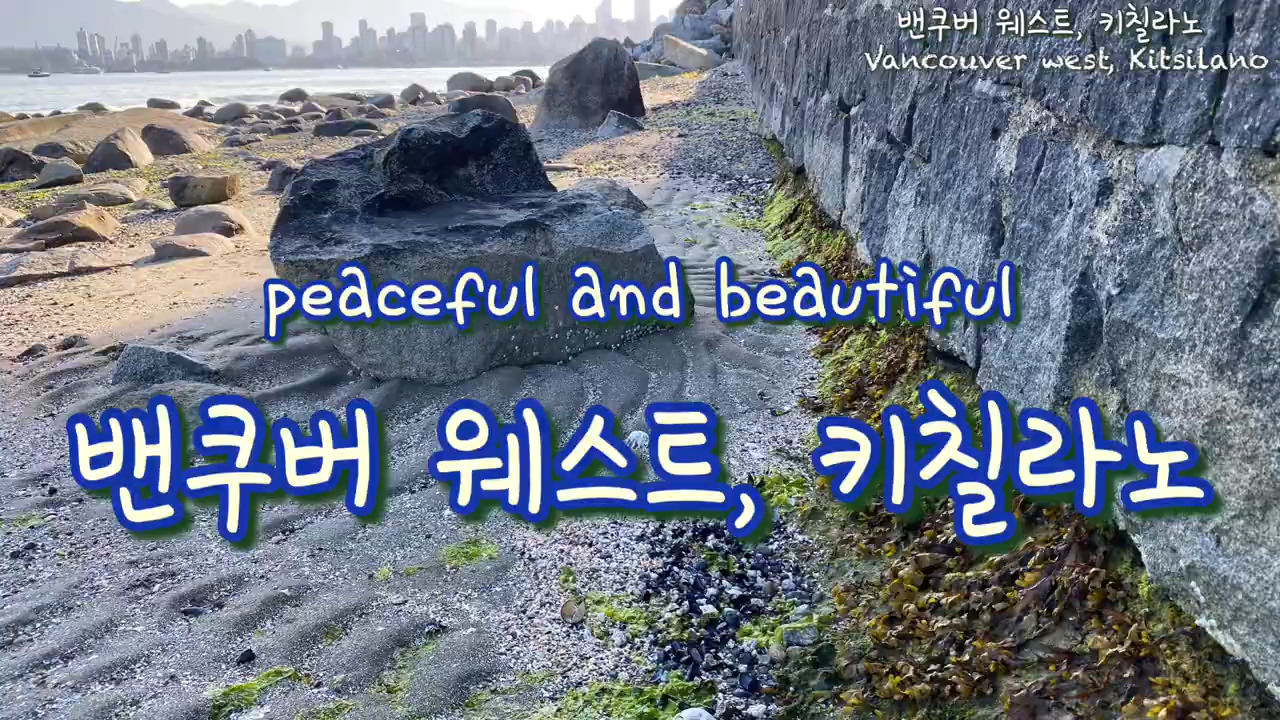 밴쿠버 웨스트, 키칠라노
Vancouver west, Kitsilano
peaceful and beautiful
밴쿠버 웨스트, 키칠라노